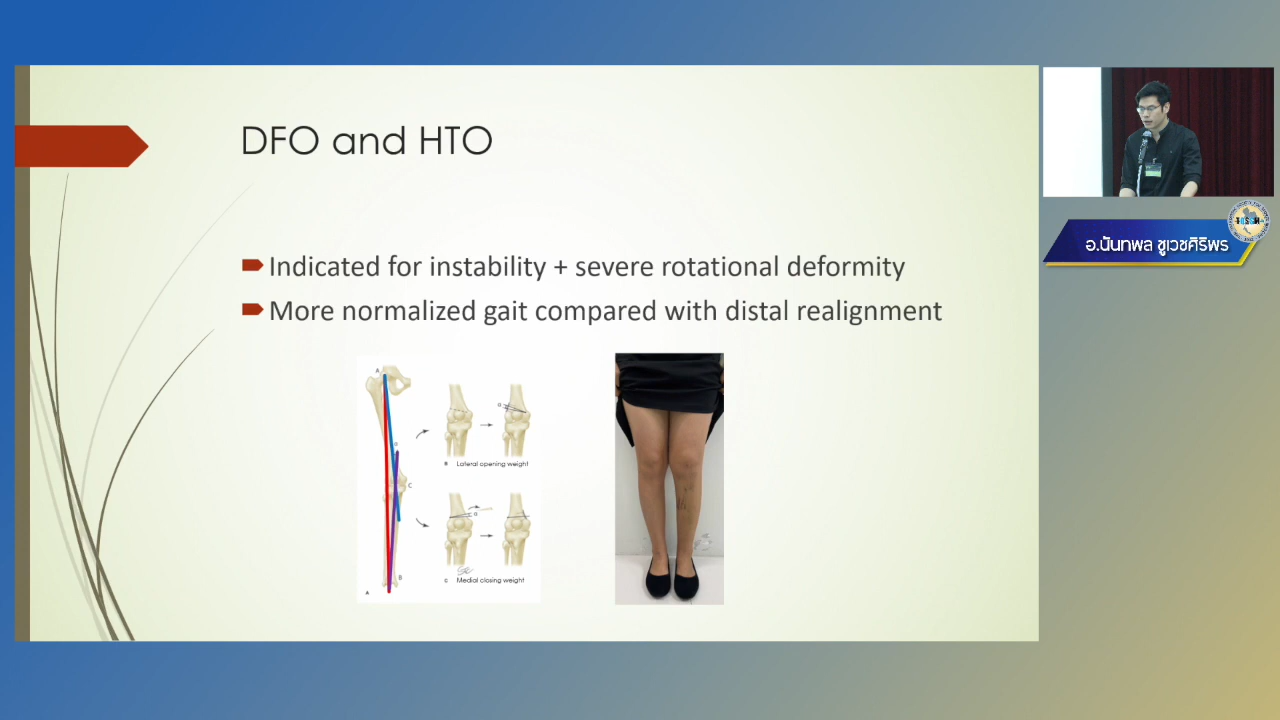 DFO and HTO
Indicated for instability + severe rotational deformity
More normalized gait compared with distal realignment
A
α
C
B
A
α
B Lateral opening weight
α
C Medial closing weight
อ.นันทพล ชูเวชศิริพร